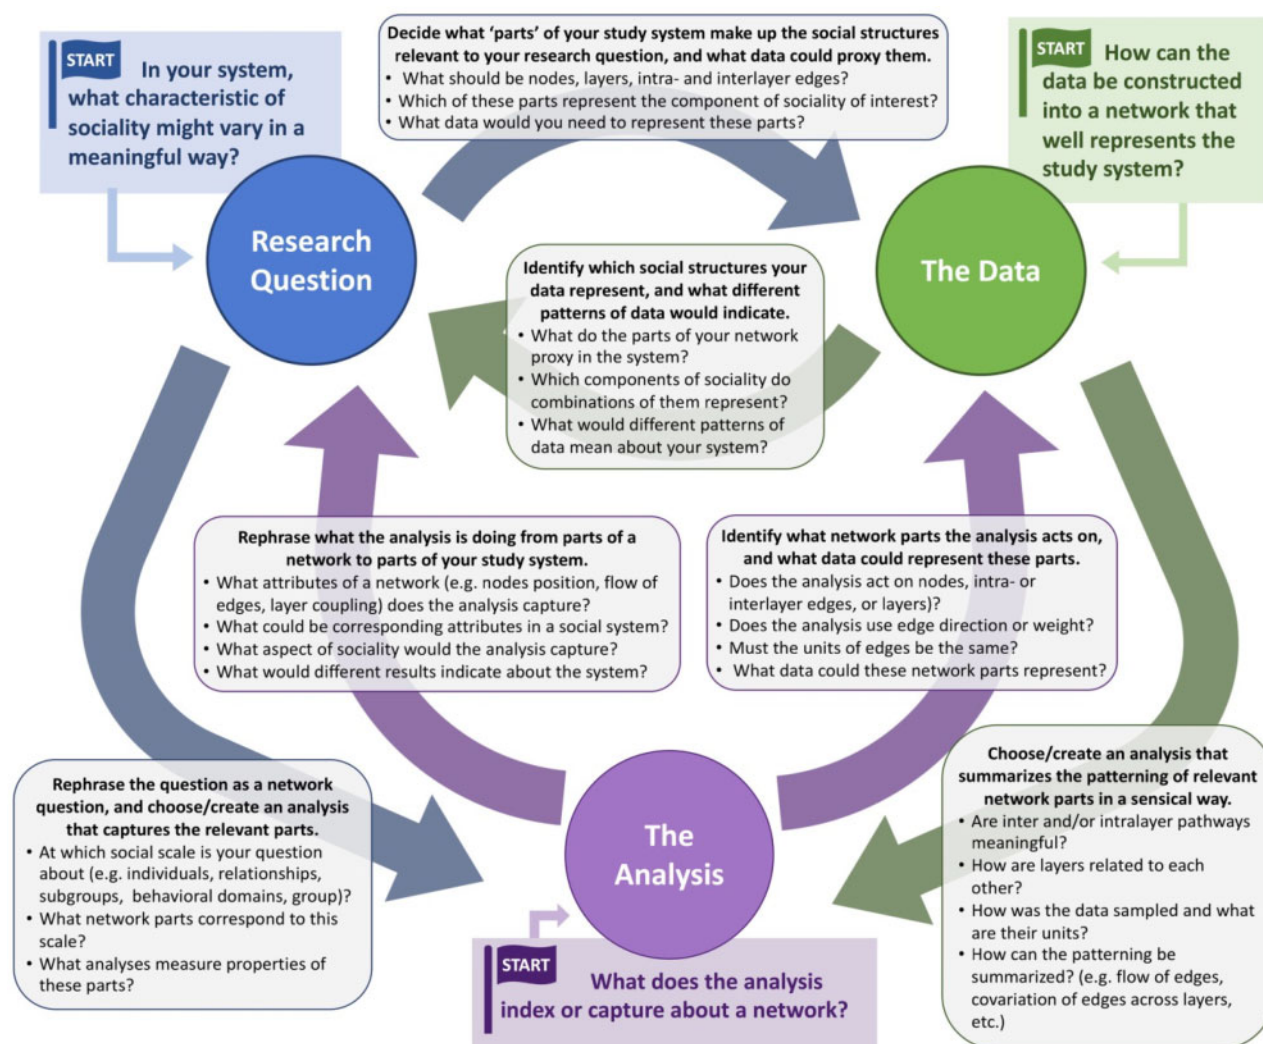 START
In your system,
what characteristic of
sociality might vary in a
meaningful way?
Decide what ‘parts’ of your study system make up the social structures
relevant to your research question, and what data could proxy them.
• What should be nodes, layers, intra- and interlayer edges?
• Which of these parts represent the component of sociality of interest?
• What data would you need to represent these parts?
START
How can the
data be constructed
into a network that
well represents the
study system?
Research
Question
The Data
Identify which social structures your
data represent, and what different
patterns of data would indicate.
• What do the parts of your network
proxy in the system?
• Which components of sociality do
combinations of them represent?
• What would different patterns of
data mean about your system?
Rephrase what the analysis is doing from parts of a
network to parts of your study system.
• What attributes of a network (e.g. nodes position, flow of
edges, layer coupling) does the analysis capture?
• What could be corresponding attributes in a social system?
• What aspect of sociality would the analysis capture?
• What would different results indicate about the system?
Identify what network parts the analysis acts on,
and what data could represent these parts.
• Does the analysis act on nodes, intra- or
interlayer edges, or layers)?
• Does the analysis use edge direction or weight?
• Must the units of edges be the same?
• What data could these network parts represent?
Rephrase the question as a network
question, and choose/create an analysis
that captures the relevant parts.
• At which social scale is your question
about (e.g. individuals, relationships,
subgroups, behavioral domains, group)?
• What network parts correspond to this
scale?
• What analyses measure properties of
these parts?
The
Analysis
Choose/create an analysis that
summarizes the patterning of relevant
network parts in a sensical way.
• Are inter and/or intralayer pathways
meaningful?
• How are layers related to each
other?
• How was the data sampled and what
are their units?
• How can the patterning be
summarized? (e.g. flow of edges,
covariation of edges across layers,
etc.)
START
What does the analysis
index or capture about a network?